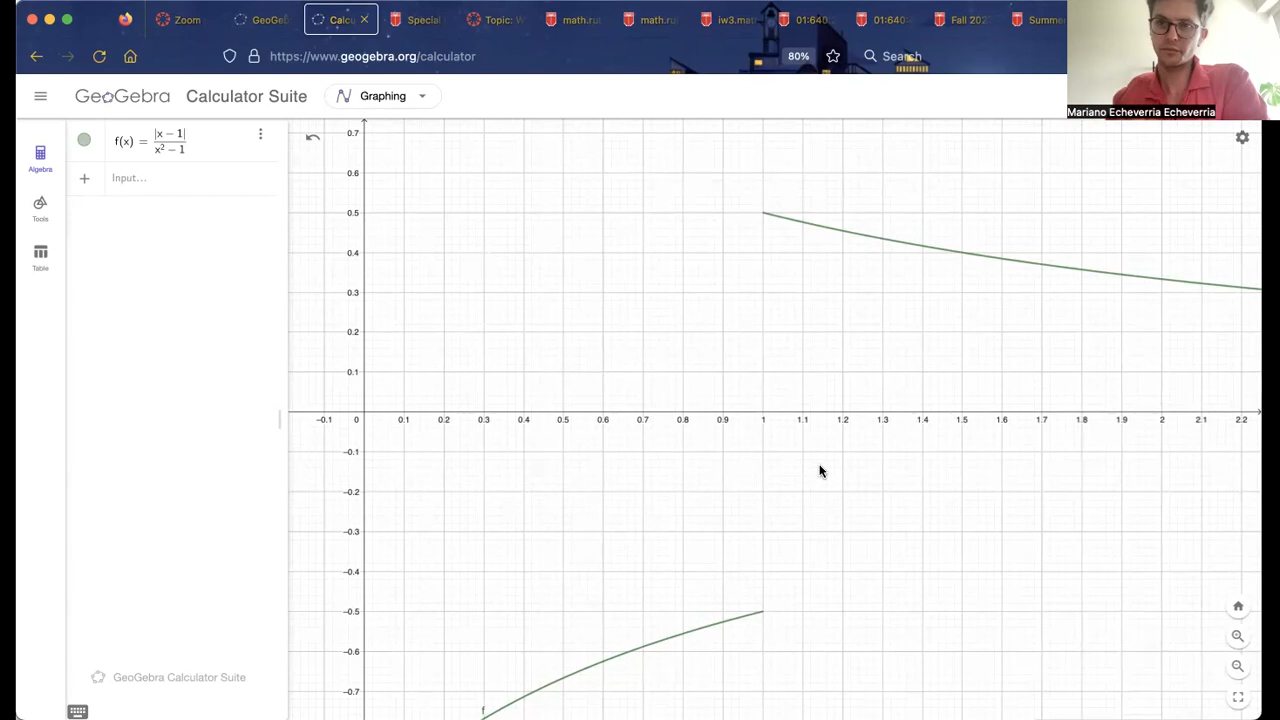 Zoom
GeoGeb
Calcu
Special
Topic: W
math.ru
math.ru
iw3.mat
01:640:
01:640:
Fall 202
Summer
https://www.geogebra.org/calculator
80%
Search
GeoGebra Calculator Suite
Graphing
Mariano Echeverria Echeverria
Algebra
Tools
Table
f(x) = |x − 1| / x² − 1
+ Input...
0.7
0.6
0.5
0.4
0.3
0.2
0.1
−0.1 0 0.1 0.2 0.3 0.4 0.5 0.6 0.7 0.8 0.9 1 1.1 1.2 1.3 1.4 1.5 1.6 1.7 1.8 1.9 2 2.1 2.2
−0.1
−0.2
−0.3
−0.4
−0.5
−0.6
−0.7
f
GeoGebra Calculator Suite